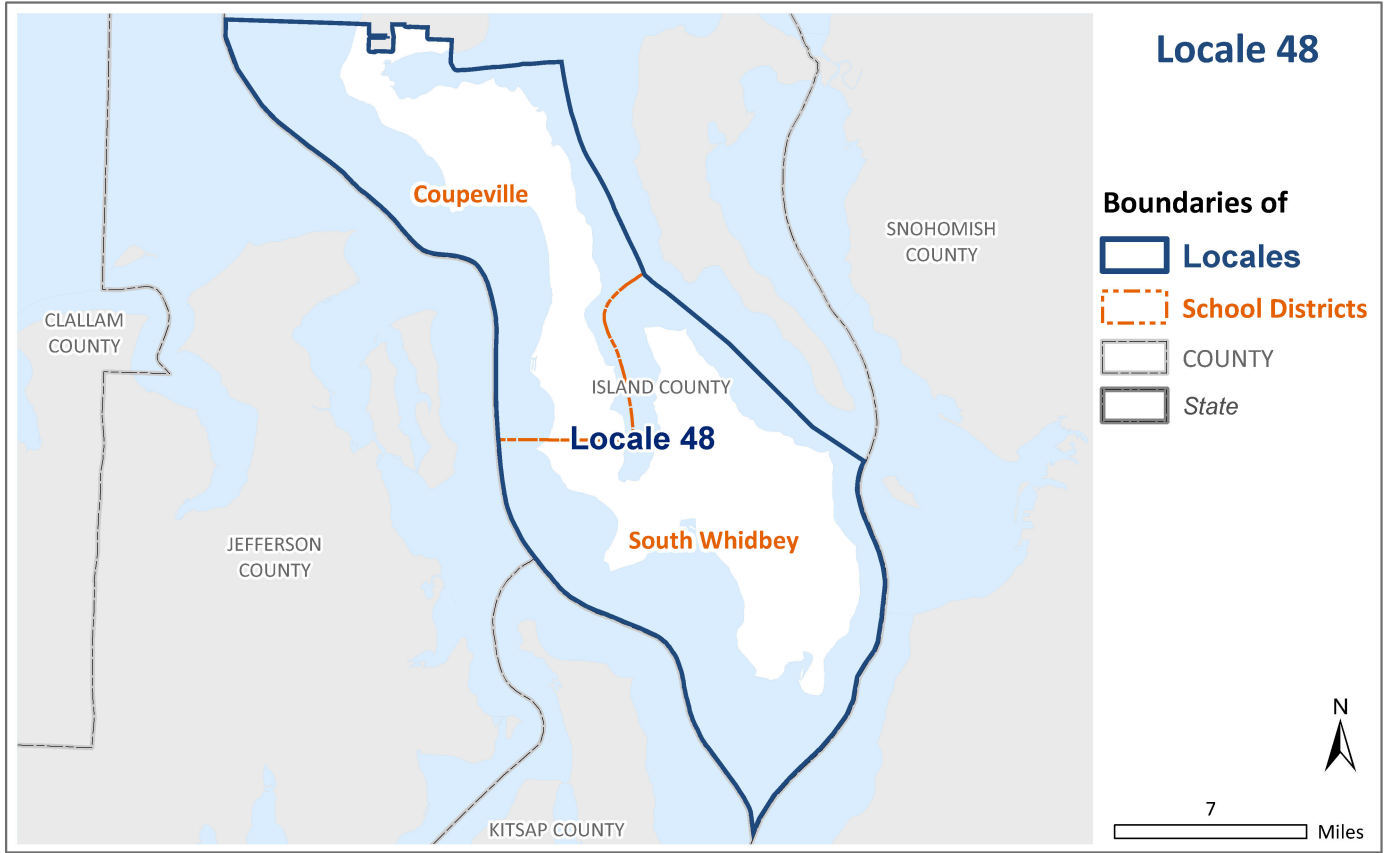 Locale 48
Boundaries of
Locales
School Districts
COUNTY
State
N
7
Miles
Coupeville
SNOHOMISH
COUNTY
CLALLAM
COUNTY
ISLAND COUNTY
Locale 48
South Whidbey
JEFFERSON
COUNTY
KITSAP COUNTY